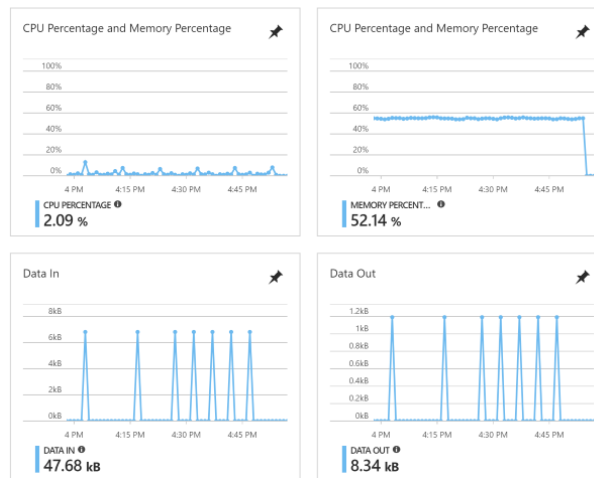 CPU Percentage and Memory Percentage
100%
80%
60%
40%
20%
0%
4 PM 4:15 PM 4:30 PM 4:45 PM
CPU PERCENTAGE
2.09 %
CPU Percentage and Memory Percentage
100%
80%
60%
40%
20%
0%
4 PM 4:15 PM 4:30 PM 4:45 PM
MEMORY PERCENT...
52.14 %
Data In
8kB
6kB
4kB
2kB
0kB
4 PM 4:15 PM 4:30 PM 4:45 PM
DATA IN
47.68 kB
Data Out
1.2kB
1kB
0.8kB
0.6kB
0.4kB
0.2kB
0kB
4 PM 4:15 PM 4:30 PM 4:45 PM
DATA OUT
8.34 kB